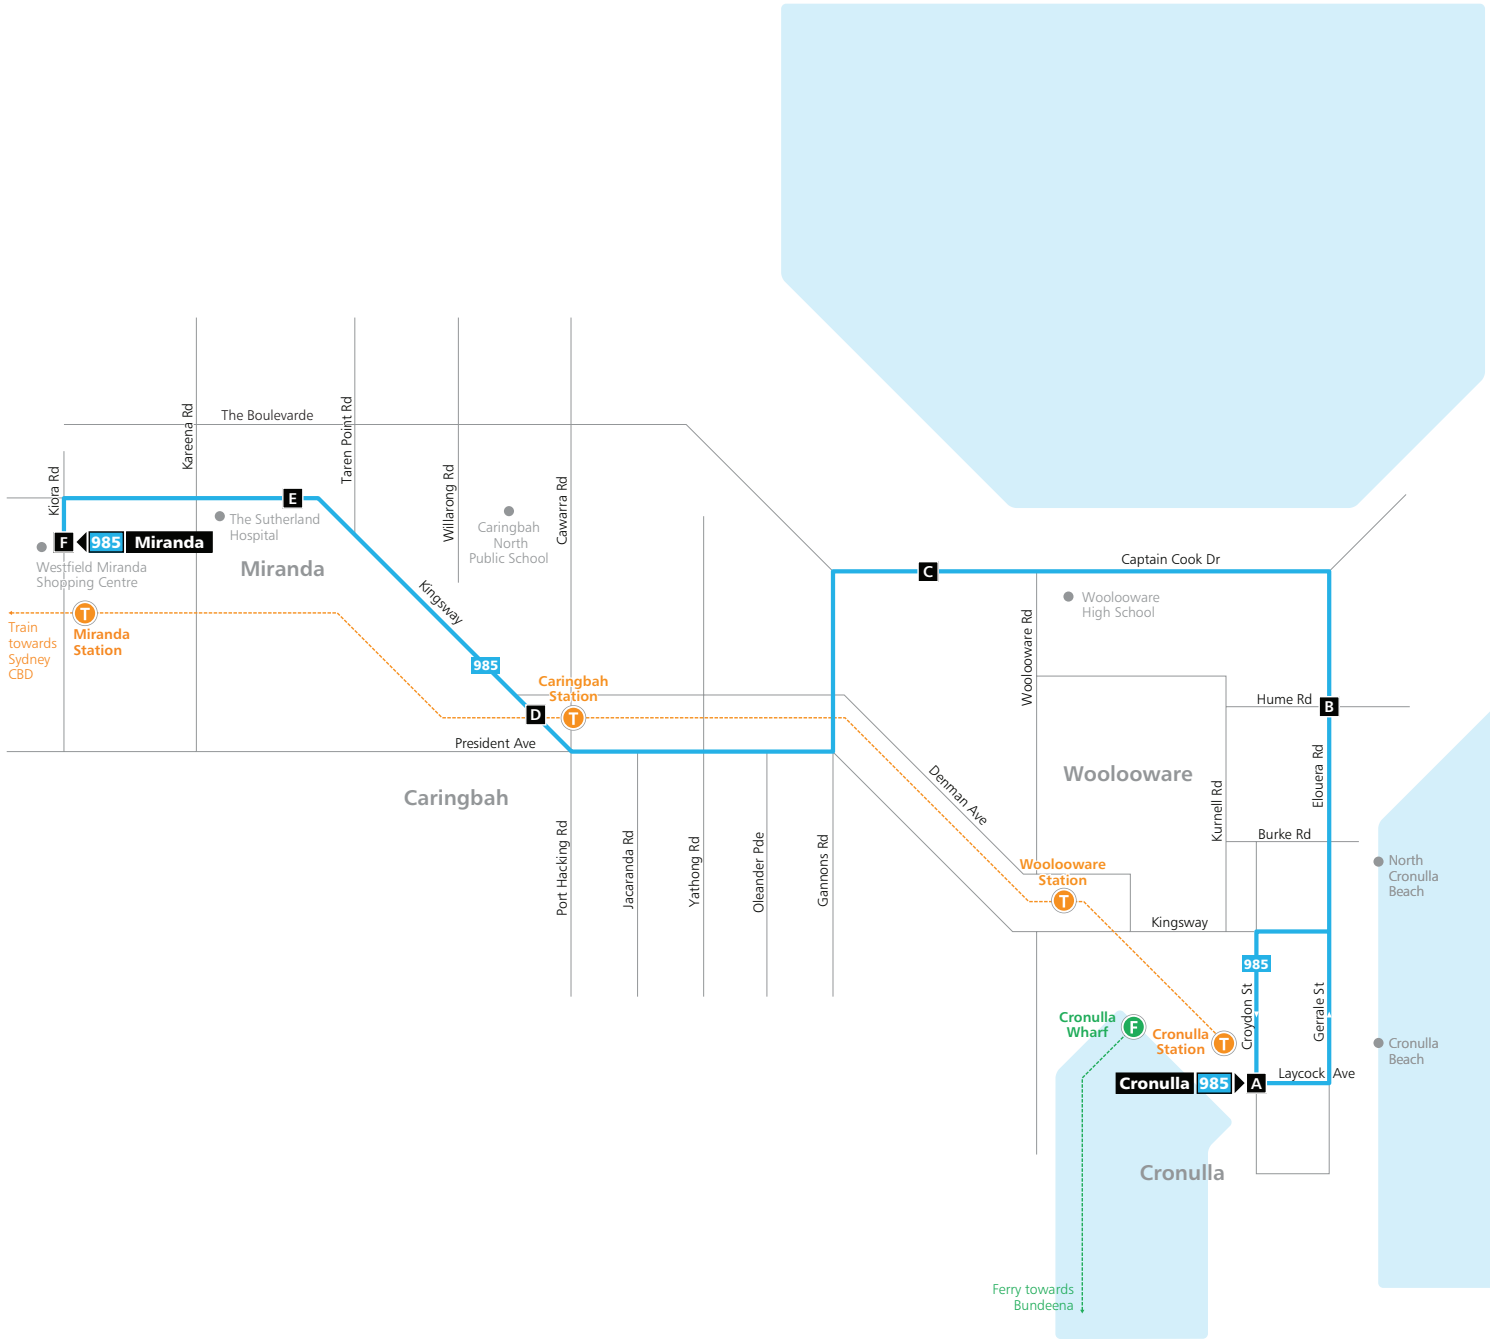 The Boulevarde
Kareena Rd
Taren Point Rd
Kiora Rd
Willarong Rd
Cawarra Rd
E
The Sutherland
Hospital
Caringbah
North
Public School
F
985
Miranda
Westfield Miranda
Shopping Centre
Miranda
Kingsway
T
Miranda
Station
Train
towards
Sydney
CBD
985
Caringbah
Station
D
T
President Ave
Caringbah
Port Hacking Rd
Jacaranda Rd
Yathong Rd
Oleander Pde
Gannons Rd
C
Captain Cook Dr
Woolooware
High School
Woolooware Rd
Hume Rd
B
Woolooware
Elouera Rd
Kurnell Rd
Denman Ave
Burke Rd
Woolooware
Station
T
North
Cronulla
Beach
Kingsway
985
Croydon St
Gerrale St
Cronulla
Wharf
F
Cronulla
Station
T
Cronulla
Beach
Cronulla
985
A
Laycock Ave
Cronulla
Ferry towards
Bundeena